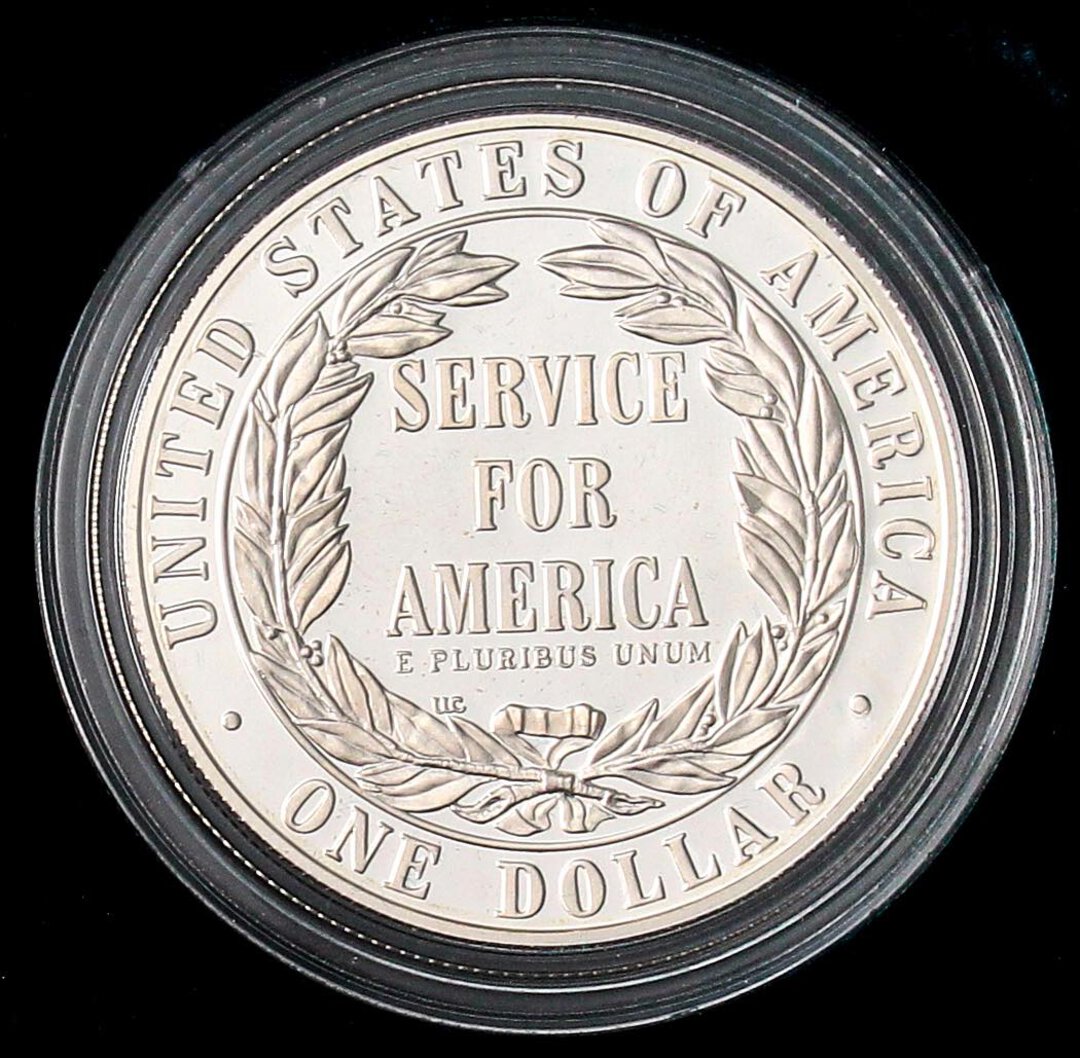 UNITED STATES OF AMERICA
SERVICE
FOR
AMERICA
E PLURIBUS UNUM
• ONE DOLLAR •